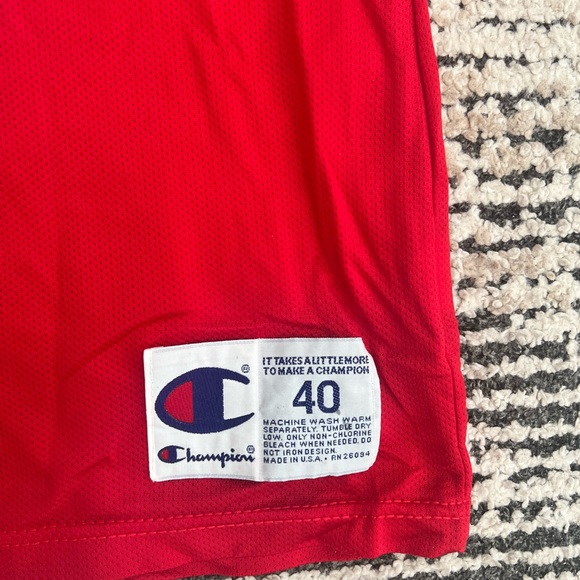 IT TAKES A LITTLE MORE
TO MAKE A CHAMPION
®
40
MACHINE WASH WARM
SEPARATELY. TUMBLE DRY
LOW. ONLY NON-CHLORINE
BLEACH WHEN NEEDED. DO
NOT IRON DESIGN.
MADE IN U.S.A. • RN 26094
Champion®